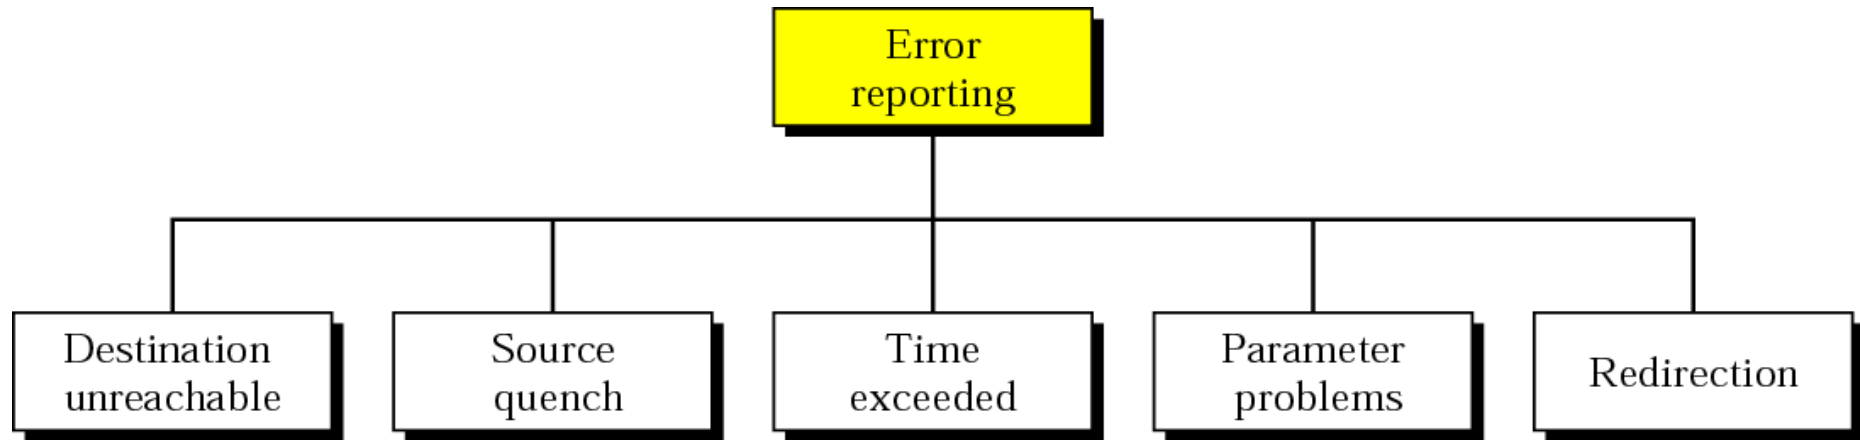 Error
reporting
Destination
unreachable
Source
quench
Time
exceeded
Parameter
problems
Redirection